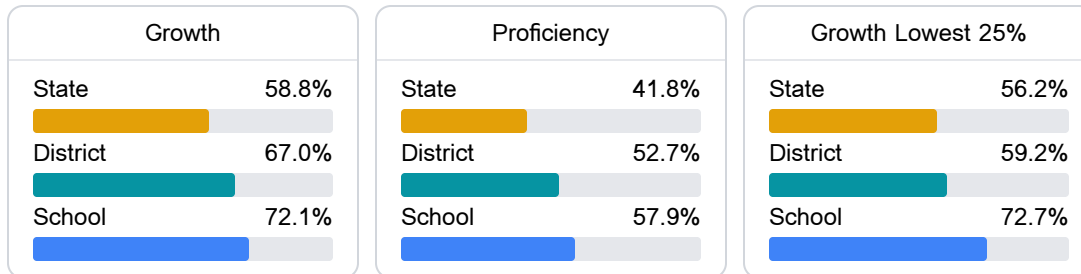 Growth
State 58.8%
District 67.0%
School 72.1%
Proficiency
State 41.8%
District 52.7%
School 57.9%
Growth Lowest 25%
State 56.2%
District 59.2%
School 72.7%